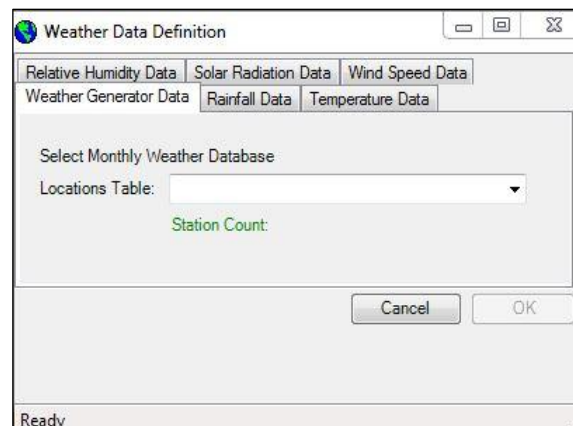 Weather Data Definition
Relative Humidity Data Solar Radiation Data Wind Speed Data
Weather Generator Data Rainfall Data Temperature Data
Select Monthly Weather Database
Locations Table:
Station Count:
Cancel OK
Ready